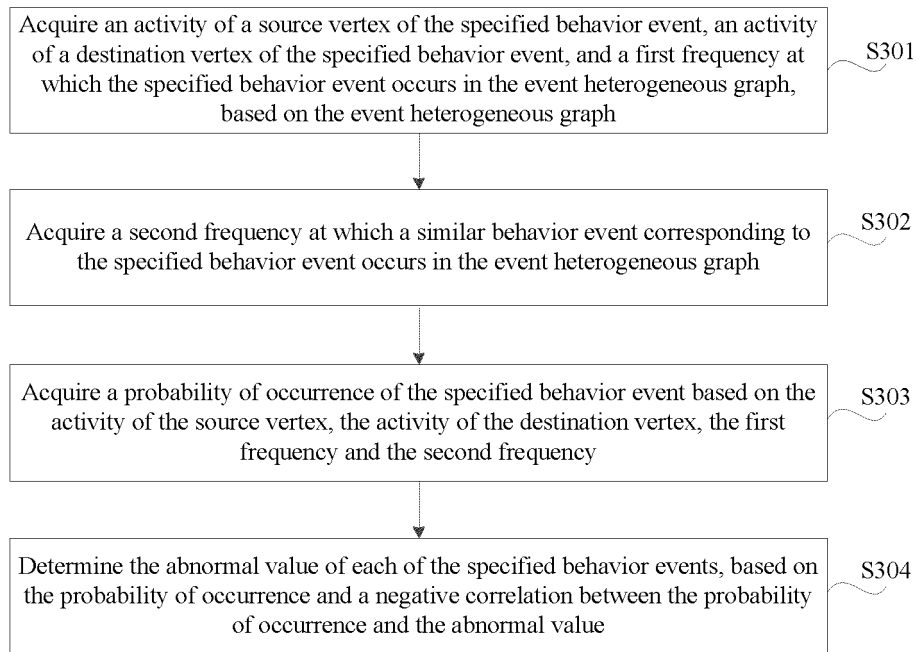 Acquire an activity of a source vertex of the specified behavior event, an activity
of a destination vertex of the specified behavior event, and a first frequency at
which the specified behavior event occurs in the event heterogeneous graph,
based on the event heterogeneous graph
S301
Acquire a second frequency at which a similar behavior event corresponding to
the specified behavior event occurs in the event heterogeneous graph
S302
Acquire a probability of occurrence of the specified behavior event based on the
activity of the source vertex, the activity of the destination vertex, the first
frequency and the second frequency
S303
Determine the abnormal value of each of the specified behavior events, based on
the probability of occurrence and a negative correlation between the probability
of occurrence and the abnormal value
S304